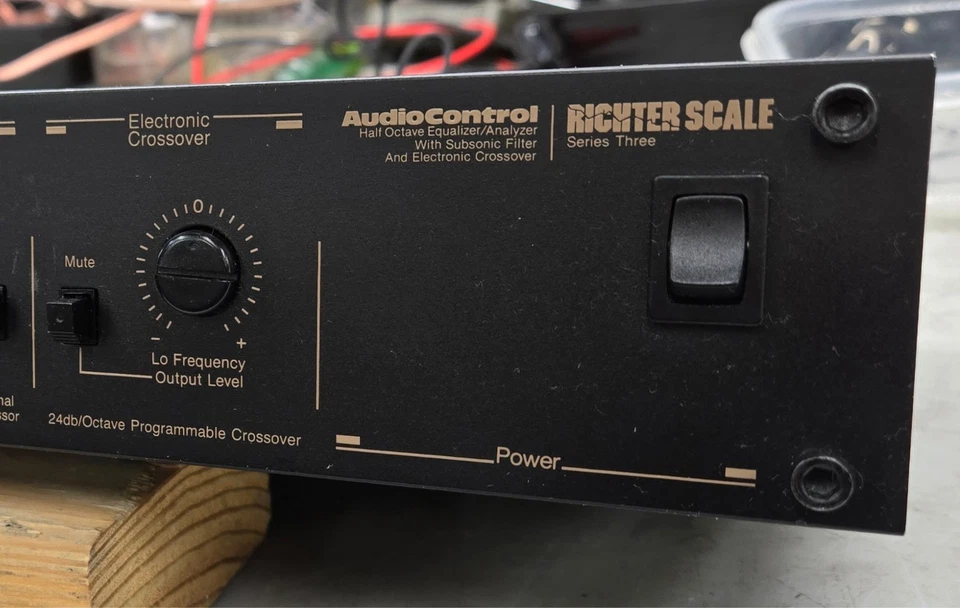 Electronic
Crossover
AudioControl
Half Octave Equalizer/Analyzer
With Subsonic Filter
And Electronic Crossover
RICHTER SCALE
Series Three
0
Mute
- +
Lo Frequency
Output Level
24db/Octave Programmable Crossover
Power